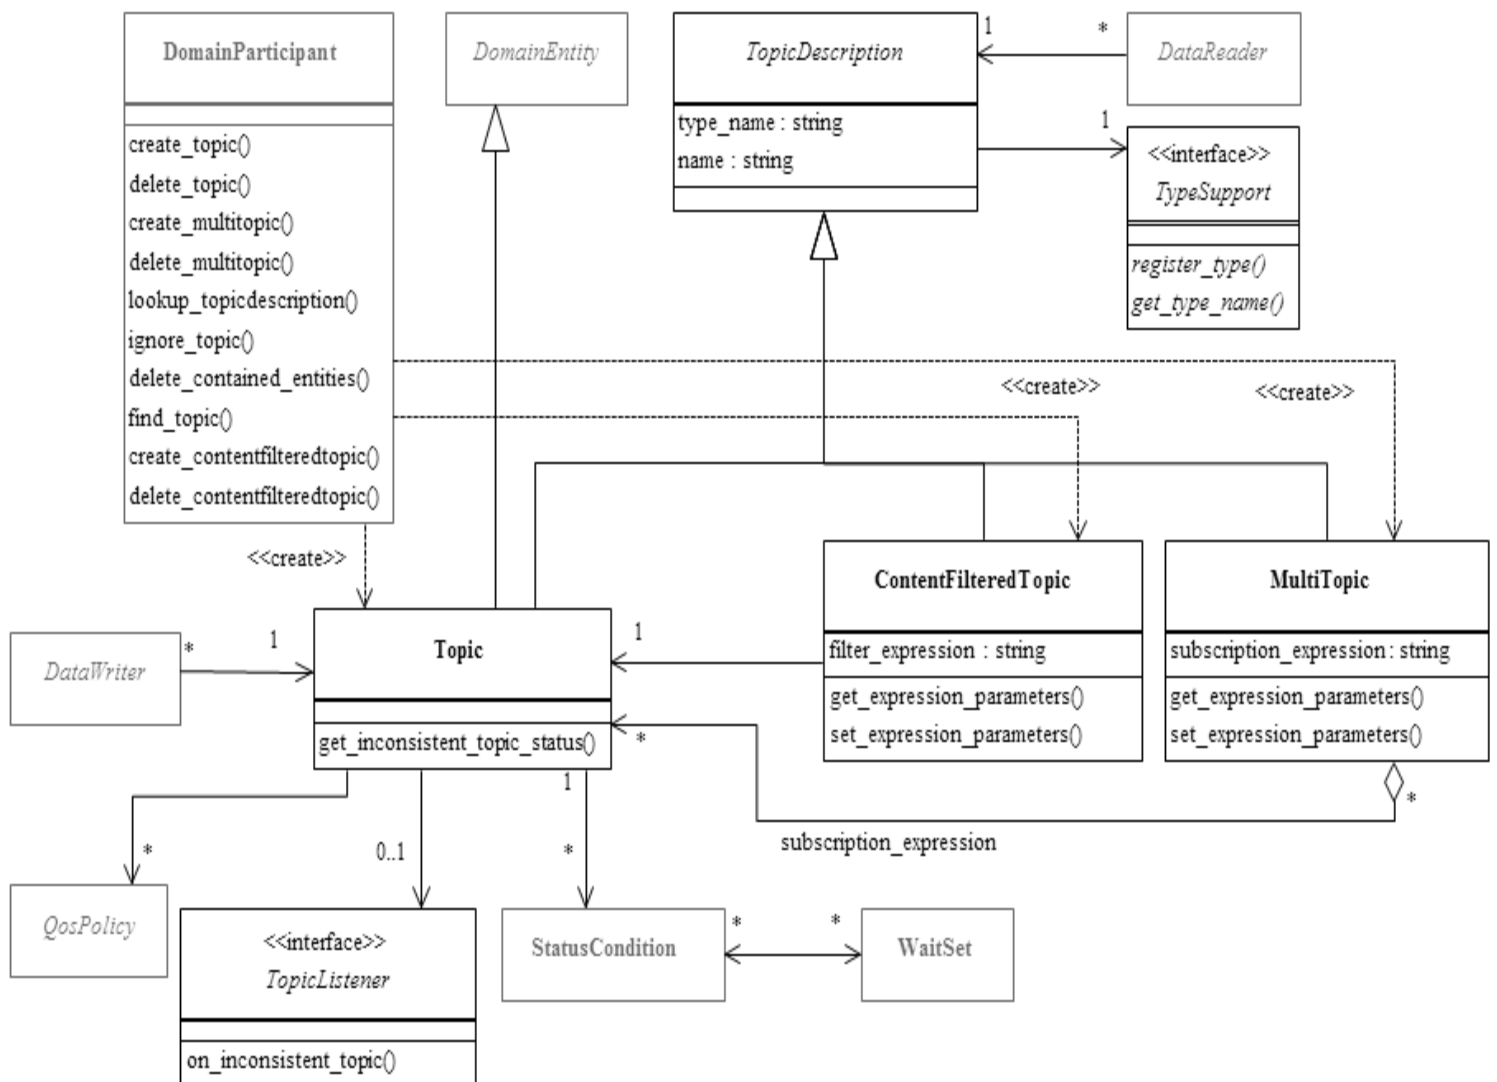 DomainParticipant
create_topic()
delete_topic()
create_multitopic()
delete_multitopic()
lookup_topicdescription()
ignore_topic()
delete_contained_entities()
find_topic()
create_contentfilteredtopic()
delete_contentfilteredtopic()
DomainEntity
TopicDescription
type_name : string
name : string
1
*
DataReader
1
<<interface>>
TypeSupport
register_type()
get_type_name()
<<create>>
<<create>>
<<create>>
ContentFilteredTopic
filter_expression : string
get_expression_parameters()
set_expression_parameters()
MultiTopic
subscription_expression : string
get_expression_parameters()
set_expression_parameters()
DataWriter
*
1
Topic
get_inconsistent_topic_status()
1
*
*
subscription_expression
*
QosPolicy
0..1
<<interface>>
TopicListener
on_inconsistent_topic()
1
*
StatusCondition
*
*
WaitSet